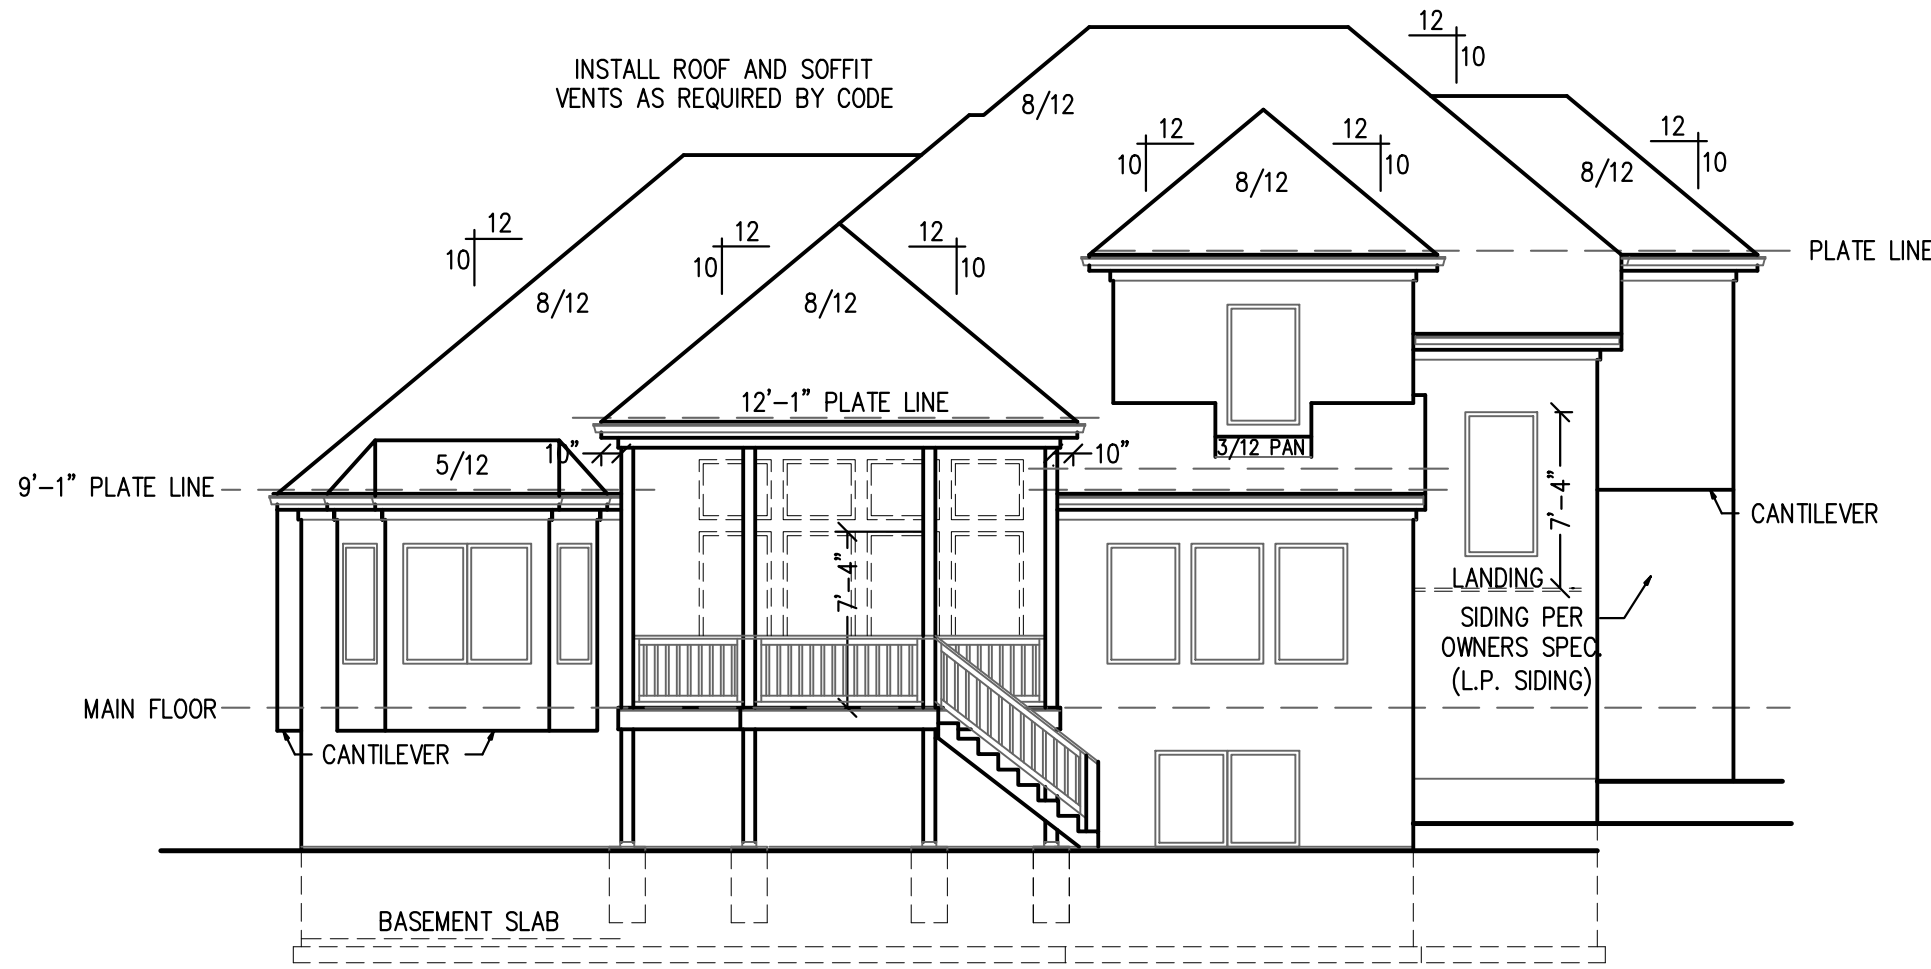 12
10
INSTALL ROOF AND SOFFIT
VENTS AS REQUIRED BY CODE
8/12
12
10
12
10
12
10
8/12
8/12
12
10
12
10
12
10
PLATE LINE
8/12
8/12
12'-1" PLATE LINE
10"
10"
3/12 PAN
5/12
9'-1" PLATE LINE
7'-4"
CANTILEVER
7'-4"
LANDING
SIDING PER
OWNERS SPEC.
(L.P. SIDING)
MAIN FLOOR
CANTILEVER
BASEMENT SLAB